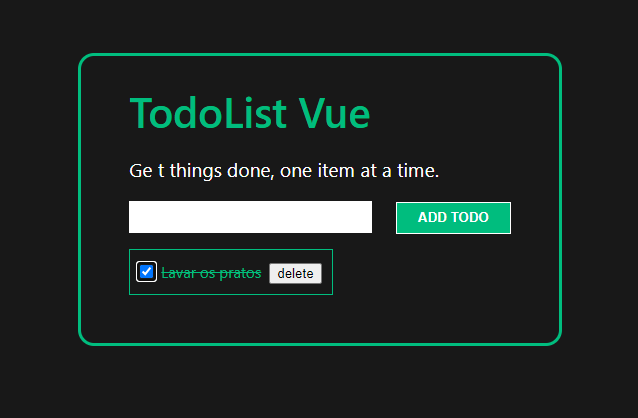 TodoList Vue
Ge t things done, one item at a time.
ADD TODO
Lavar os pratos delete